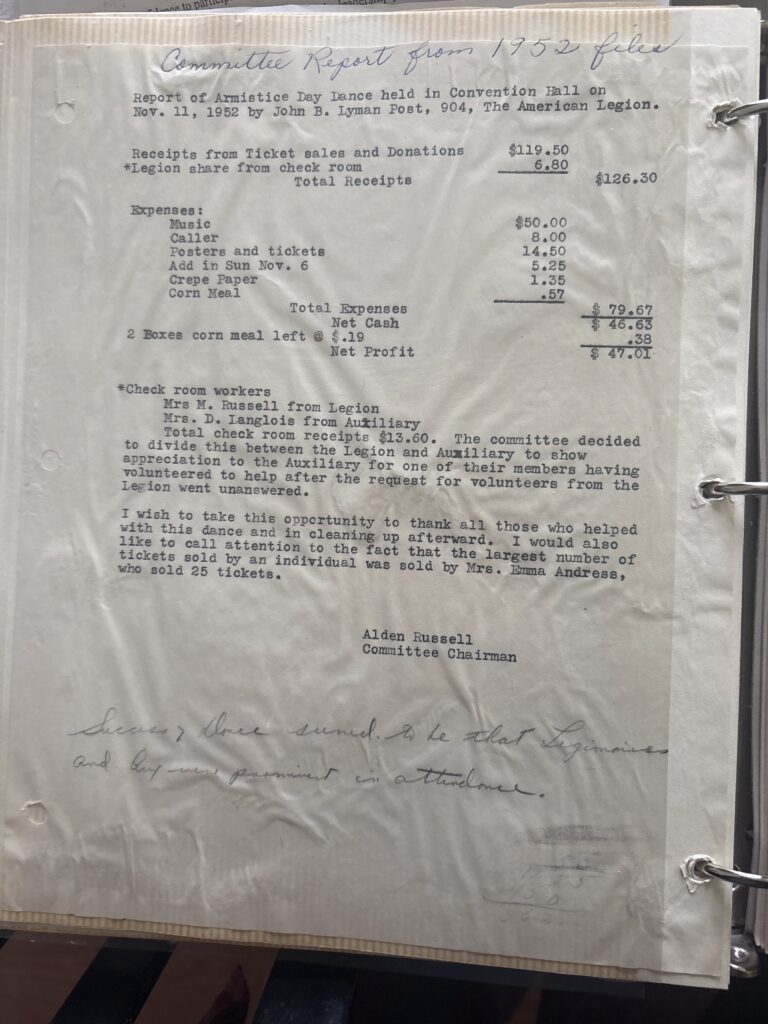 Committee Report from 1952 files
Report of Armistice Day Dance held in Convention Hall on
Nov. 11, 1952 by John B. Lyman Post, 904, The American Legion.
Receipts from Ticket sales and Donations $119.50
*Legion share from check room 6.80
Total Receipts $126.30
Expenses:
Music $50.00
Caller 8.00
Posters and tickets 14.50
Add in Sun Nov. 6 5.25
Crepe Paper 1.35
Corn Meal .57
Total Expenses $ 79.67
Net Cash $ 46.63
2 Boxes corn meal left @ $.19 .38
Net Profit $ 47.01
*Check room workers
Mrs M. Russell from Legion
Mrs. D. Langlois from Auxiliary
Total check room receipts $13.60. The committee decided
to divide this between the Legion and Auxiliary to show
appreciation to the Auxiliary for one of their members having
volunteered to help after the request for volunteers from the
Legion went unanswered.
I wish to take this opportunity to thank all those who helped
with this dance and in cleaning up afterward. I would also
like to call attention to the fact that the largest number of
tickets sold by an individual was sold by Mrs. Emma Andress,
who sold 25 tickets.
Alden Russell
Committee Chairman
Success of Dance seemed to be that Legionaires
and were prominent in attendance.